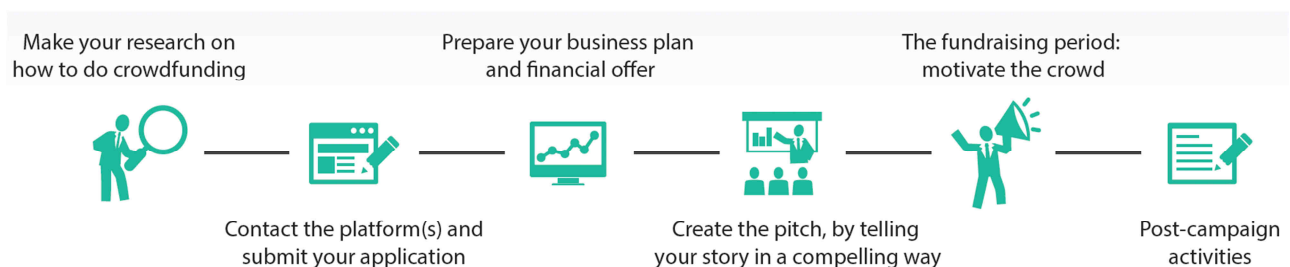 Make your research on
how to do crowdfunding
Contact the platform(s) and
submit your application
Prepare your business plan
and financial offer
Create the pitch, by telling
your story in a compelling way
The fundraising period:
motivate the crowd
Post-campaign
activities